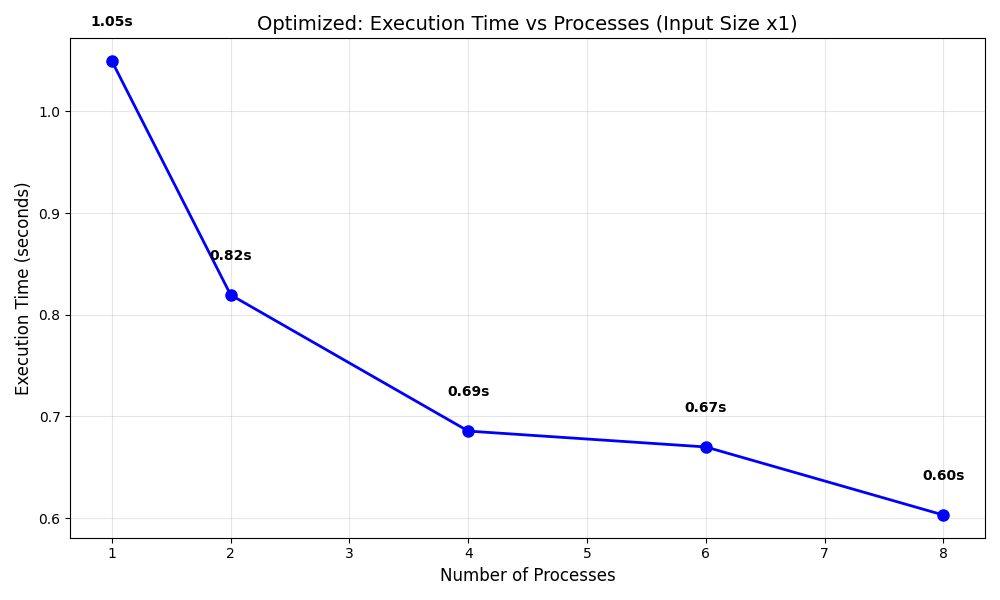 1.05s
Optimized: Execution Time vs Processes (Input Size x1)
1.0
0.9
0.82s
0.8
0.7
0.69s
0.67s
0.60s
0.6
Execution Time (seconds)
1 2 3 4 5 6 7 8
Number of Processes